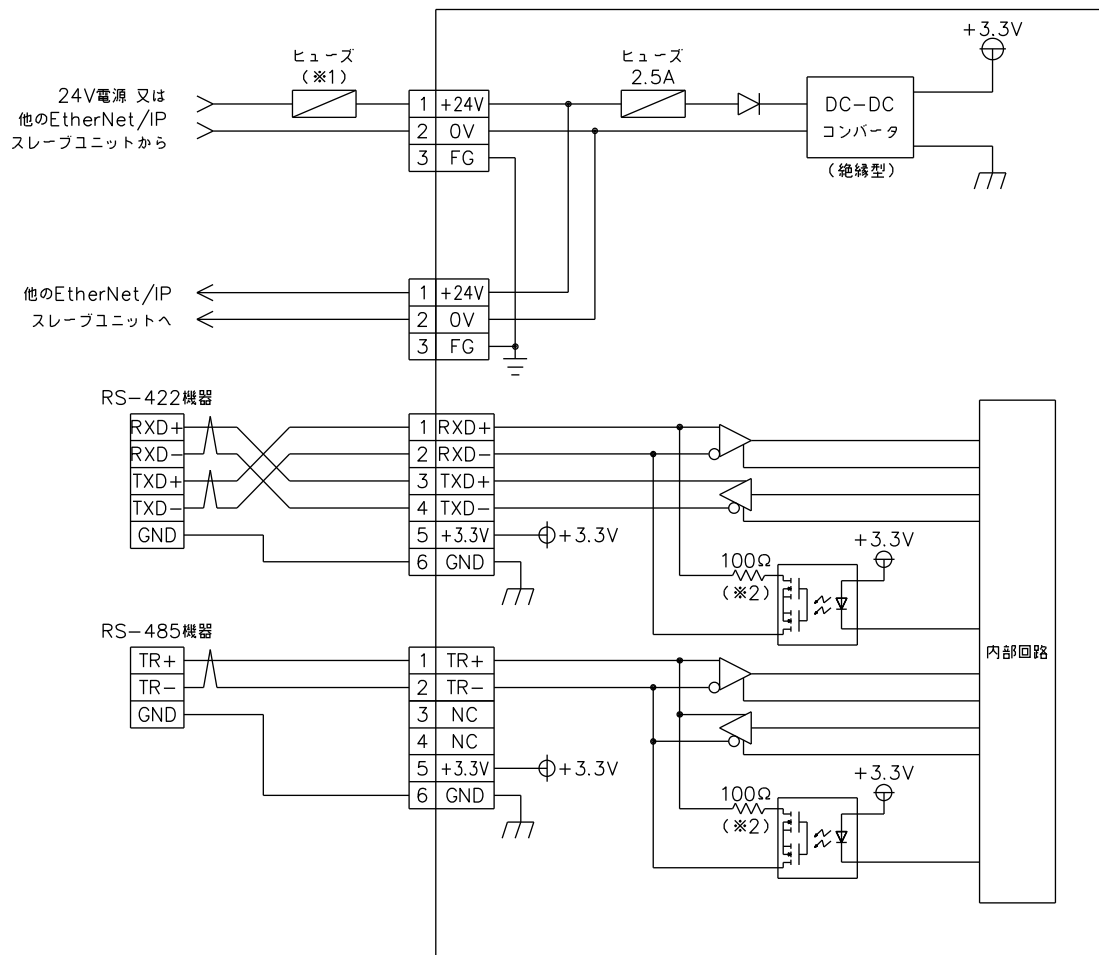 +3.3V
ヒューズ
(※1)
ヒューズ
2.5A
24V電源 又は
他のEtherNet/IP
スレーブユニットから
1 +24V
2 0V
3 FG
DC-DC
コンバータ
(絶縁型)
他のEtherNet/IP
スレーブユニットへ
1 +24V
2 0V
3 FG
RS-422機器
RXD+
RXD-
TXD+
TXD-
GND
1 RXD+
2 RXD-
3 TXD+
4 TXD-
5 +3.3V
6 GND
+3.3V
100Ω
(※2)
+3.3V
内部回路
RS-485機器
TR+
TR-
GND
1 TR+
2 TR-
3 NC
4 NC
5 +3.3V
6 GND
+3.3V
100Ω
(※2)
+3.3V